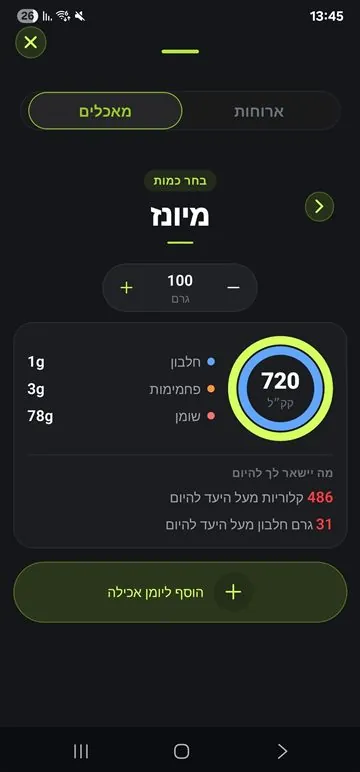 13:45
26
ארוחות
מאכלים
בחר כמות
מיונז
100
גרם
720
קק"ל
חלבון 1g
פחמימות 3g
שומן 78g
מה יישאר לך להיום
486 קלוריות מעל היעד להיום
31 גרם חלבון מעל היעד להיום
הוסף ליומן אכילה